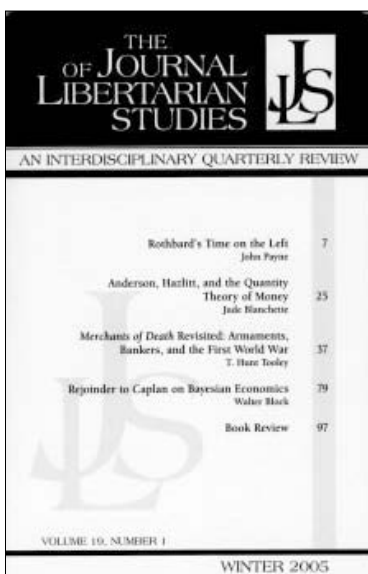 THE
OF JOURNAL
LIBERTARIAN
STUDIES
JLS
AN INTERDISCIPLINARY QUARTERLY REVIEW
Rothbard's Time on the Left 7
John Payne
Anderson, Hazlitt, and the Quantity
Theory of Money 25
Jude Blanchette
Merchants of Death Revisited: Armaments,
Bankers, and the First World War 37
T. Hunt Tooley
Rejoinder to Caplan on Bayesian Economics 79
Walter Block
Book Review 97
JLS
VOLUME 19, NUMBER 1
WINTER 2005